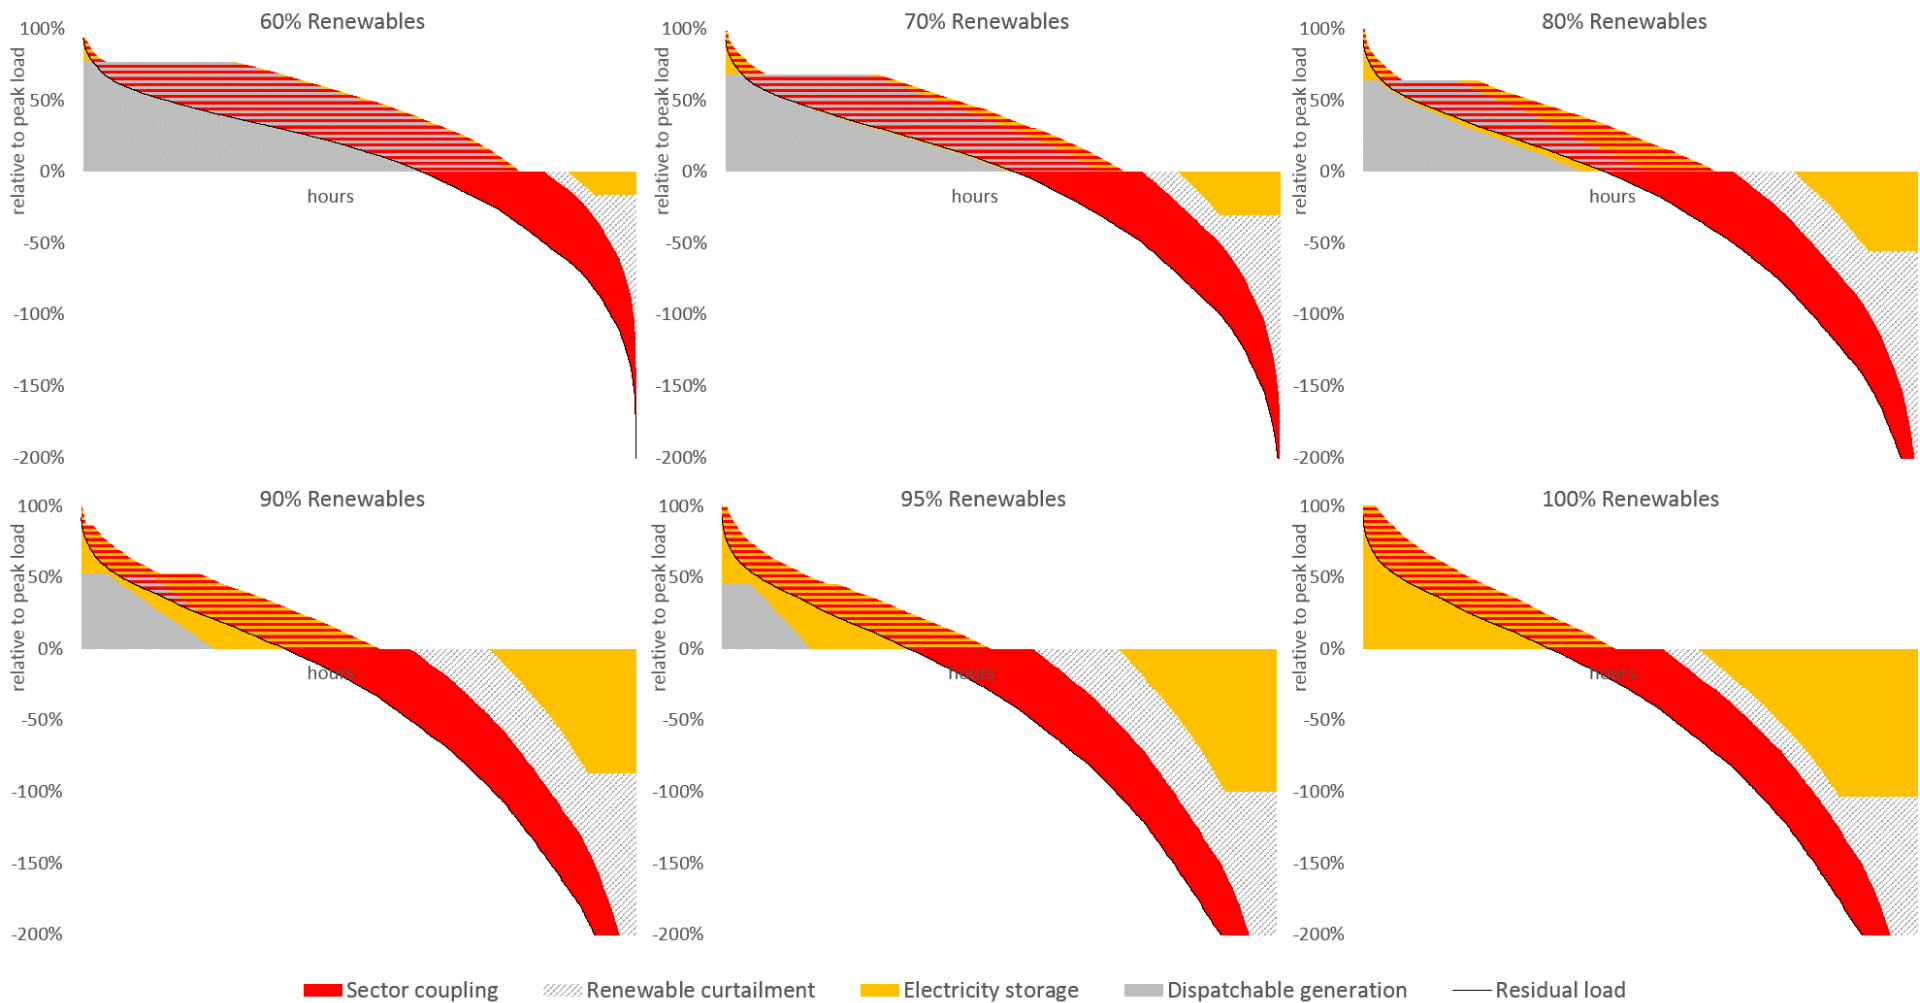 60% Renewables
relative to peak load
100%
50%
0%
-50%
-100%
-150%
-200%
hours
70% Renewables
relative to peak load
100%
50%
0%
-50%
-100%
-150%
-200%
hours
80% Renewables
relative to peak load
100%
50%
0%
-50%
-100%
-150%
-200%
hours
90% Renewables
relative to peak load
100%
50%
0%
-50%
-100%
-150%
-200%
hours
95% Renewables
relative to peak load
100%
50%
0%
-50%
-100%
-150%
-200%
hours
100% Renewables
relative to peak load
100%
50%
0%
-50%
-100%
-150%
-200%
hours
Sector coupling Renewable curtailment Electricity storage Dispatchable generation Residual load